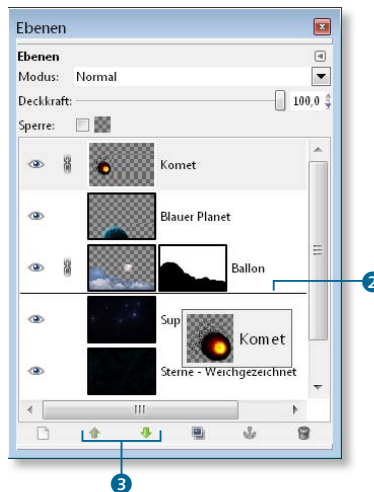 Ebenen
Ebenen
Modus: Normal
Deckkraft: 100,0
Sperre:
Komet
Blauer Planet
Ballon
2
Sup
Komet
Sterne - Weichgezeichnet
3